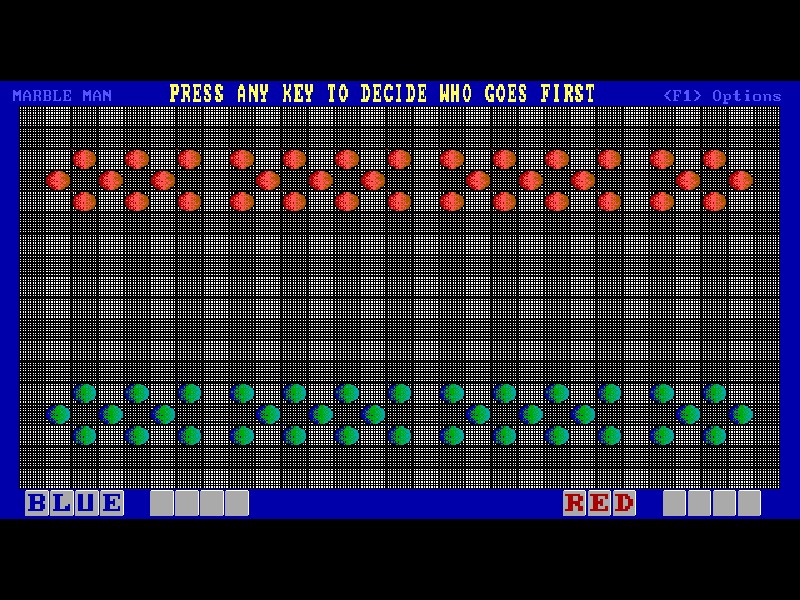 MARBLE MAN PRESS ANY KEY TO DECIDE WHO GOES FIRST <F1> Options
BLUE RED